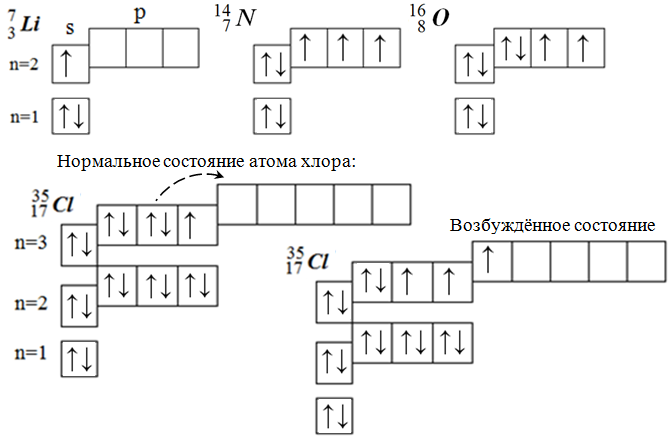 7 3 Li s p 14 7 N 16 8 O
n=2 ↑ ↑↓ ↑ ↑ ↑ ↑↓ ↑↓ ↑ ↑
n=1 ↑↓ ↑↓ ↑↓
Нормальное состояние атома хлора:
35 17 Cl
n=3 ↑↓ ↑↓ ↑↓ ↑
n=2 ↑↓ ↑↓ ↑↓ ↑↓
n=1 ↑↓
Возбуждённое состояние
35 17 Cl
↑↓ ↑↓ ↑ ↑ ↑
↑↓ ↑↓ ↑↓ ↑↓
↑↓